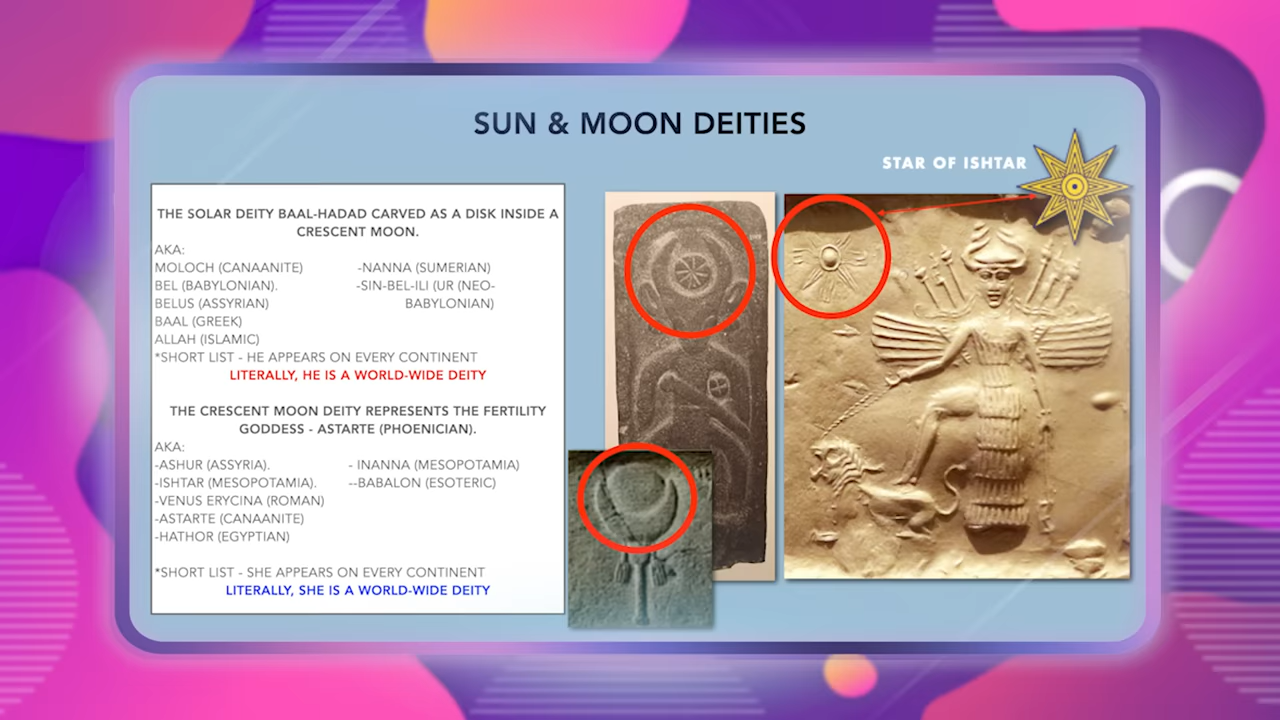 SUN & MOON DEITIES
STAR OF ISHTAR
THE SOLAR DEITY BAAL-HADAD CARVED AS A DISK INSIDE A
CRESCENT MOON.
AKA:
MOLOCH (CANAANITE) -NANNA (SUMERIAN)
BEL (BABYLONIAN). -SIN-BEL-ILI (UR (NEO-
BELUS (ASSYRIAN) BABYLONIAN)
BAAL (GREEK)
ALLAH (ISLAMIC)
*SHORT LIST - HE APPEARS ON EVERY CONTINENT
LITERALLY, HE IS A WORLD-WIDE DEITY
THE CRESCENT MOON DEITY REPRESENTS THE FERTILITY
GODDESS - ASTARTE (PHOENICIAN).
AKA:
-ASHUR (ASSYRIA). - INANNA (MESOPOTAMIA)
-ISHTAR (MESOPOTAMIA). --BABALON (ESOTERIC)
-VENUS ERYCINA (ROMAN)
-ASTARTE (CANAANITE)
-HATHOR (EGYPTIAN)
*SHORT LIST - SHE APPEARS ON EVERY CONTINENT
LITERALLY, SHE IS A WORLD-WIDE DEITY